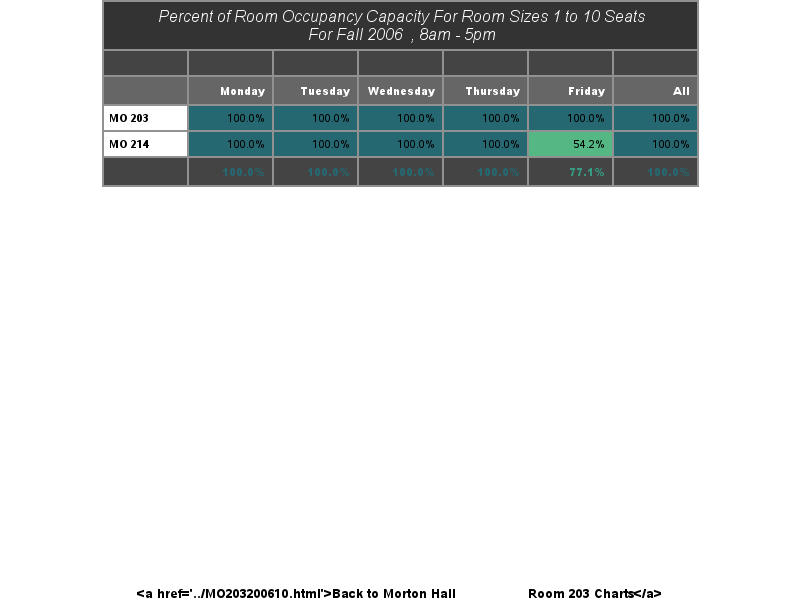 Percent of Room Occupancy Capacity For Room Sizes 1 to 10 Seats
For Fall 2006 , 8am - 5pm
Monday Tuesday Wednesday Thursday Friday All
MO 203 100.0% 100.0% 100.0% 100.0% 100.0% 100.0%
MO 214 100.0% 100.0% 100.0% 100.0% 54.2% 100.0%
100.0% 100.0% 100.0% 100.0% 77.1% 100.0%
<a href='../MO203200610.html'>Back to Morton Hall Room 203 Charts</a>